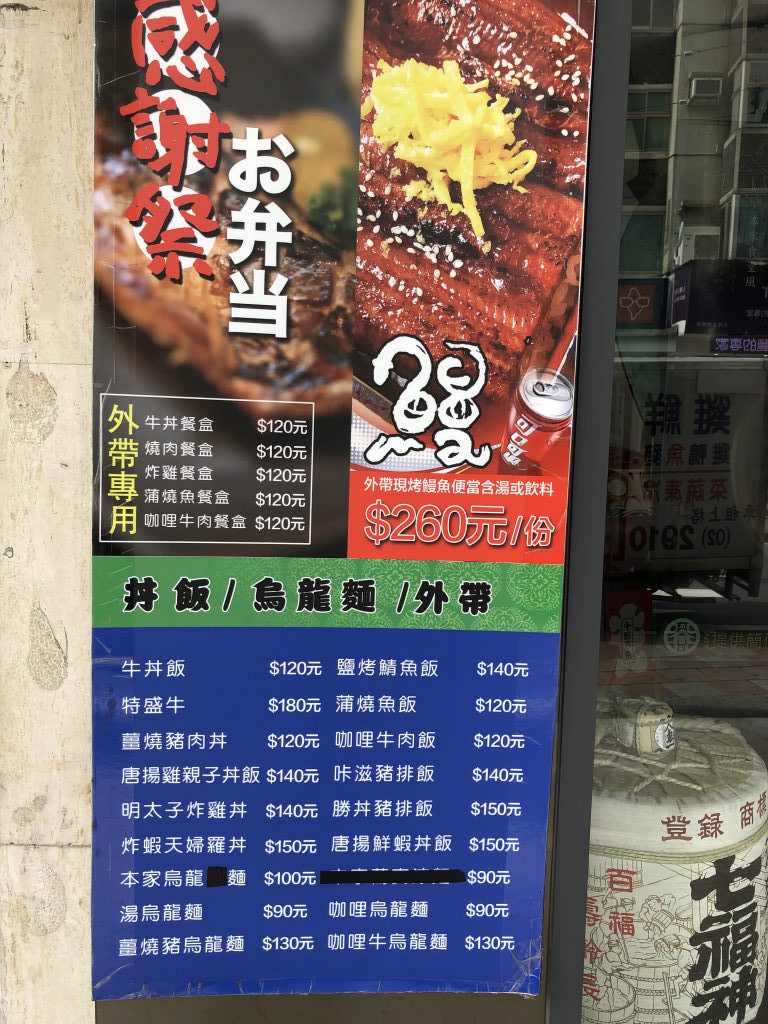 感謝祭
お弁当
外帶專用
牛丼餐盒 $120元
燒肉餐盒 $120元
炸雞餐盒 $120元
蒲燒魚餐盒 $120元
咖哩牛肉餐盒 $120元
可口可樂
外帶現烤鰻魚便當含湯或飲料
$260元/份
丼飯/烏龍麵/外帶
牛丼飯 $120元 鹽烤鯖魚飯 $140元
特盛牛 $180元 蒲燒魚飯 $120元
薑燒豬肉丼 $120元 咖哩牛肉飯 $120元
唐揚雞親子丼飯 $140元 咔滋豬排飯 $140元
明太子炸雞丼 $140元 勝丼豬排飯 $150元
炸蝦天婦羅丼 $150元 唐揚鮮蝦丼飯 $150元
本家烏龍 麵 $100元 $90元
湯烏龍麵 $90元 咖哩烏龍麵 $90元
薑燒豬烏龍麵 $130元 咖哩牛烏龍麵 $130元
雞鮮
(02) 2910
提供簡
登録 商標
百福
七福神